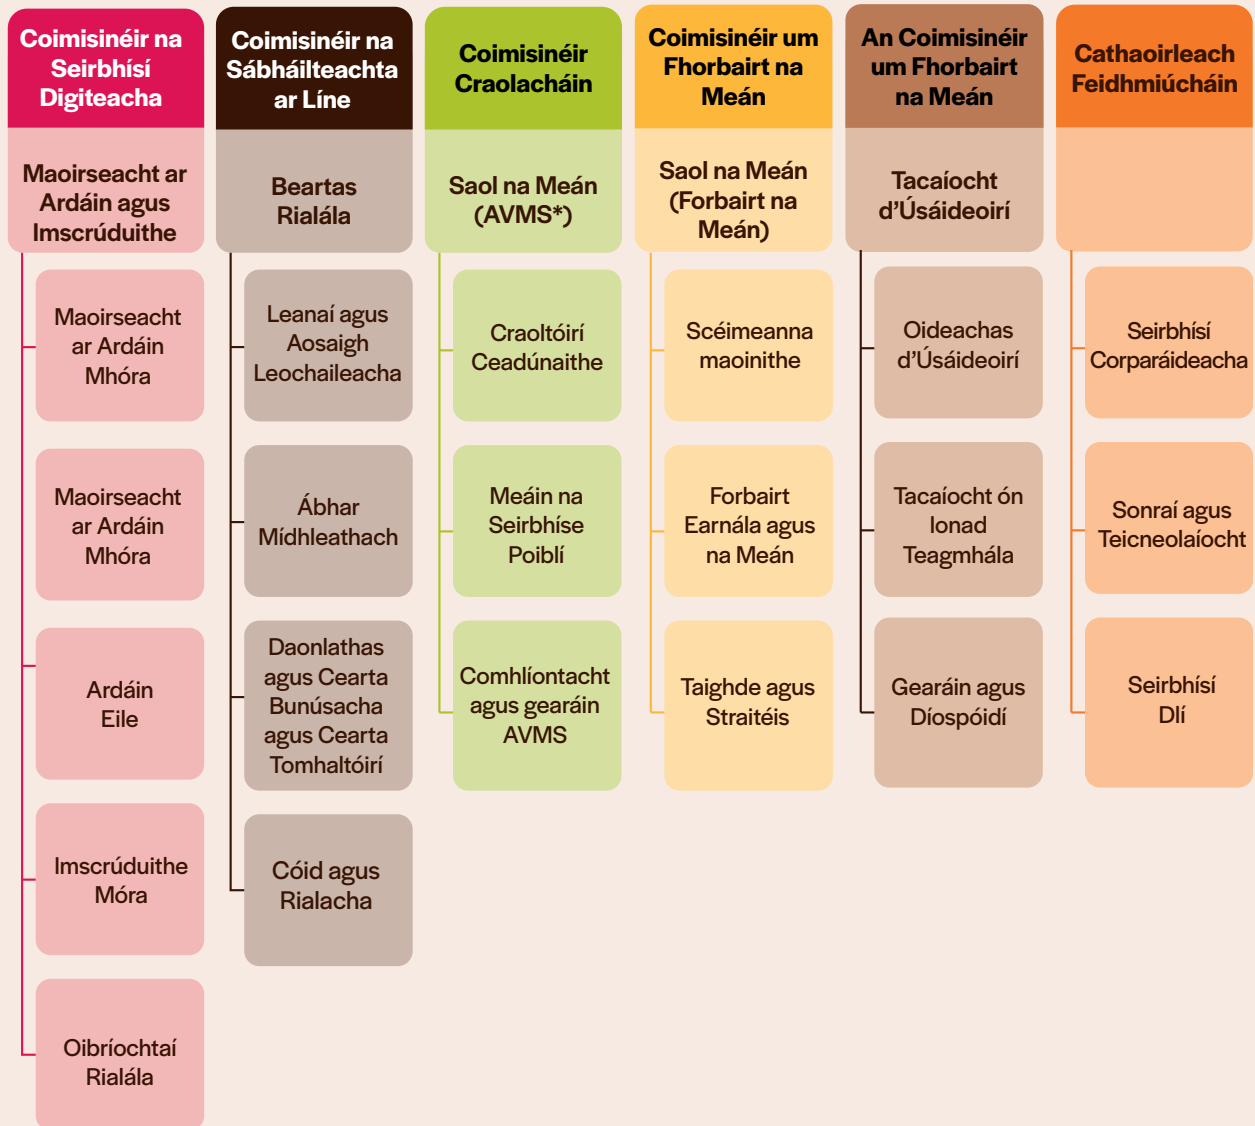 Coimisinéir na
Seirbhísí
Digiteacha
Maoirseacht ar
Ardáin agus
Imscrúduithe
Maoirseacht
ar Ardáin
Mhóra
Maoirseacht
ar Ardáin
Mhóra
Ardáin
Eile
Imscrúduithe
Móra
Oibríochtaí
Rialála
Coimisinéir na
Sábháilteachta
ar Líne
Beartas
Rialála
Leanaí agus
Aosaigh
Leochaileacha
Ábhar
Mídhleathach
Daonlathas
agus Cearta
Bunúsacha
agus Cearta
Tomhaltóirí
Cóid agus
Rialacha
Coimisinéir
Craolacháin
Saol na Meán
(AVMS*)
Craoltóirí
Ceadúnaithe
Meáin na
Seirbhíse
Poiblí
Comhlíontacht
agus gearáin
AVMS
Coimisinéir um
Fhorbairt na
Meán
Saol na Meán
(Forbairt na
Meán)
Scéimeanna
maoinithe
Forbairt
Earnála agus
na Meán
Taighde agus
Straitéis
An Coimisinéir
um Fhorbairt
na Meán
Tacaíocht
d'Úsáideoirí
Oideachas
d'Úsáideoirí
Tacaíocht ón
Ionad
Teagmhála
Gearáin agus
Díospóidí
Cathaoirleach
Feidhmiúcháin
Seirbhísí
Corparáideacha
Sonraí agus
Teicneolaíocht
Seirbhísí
Dlí